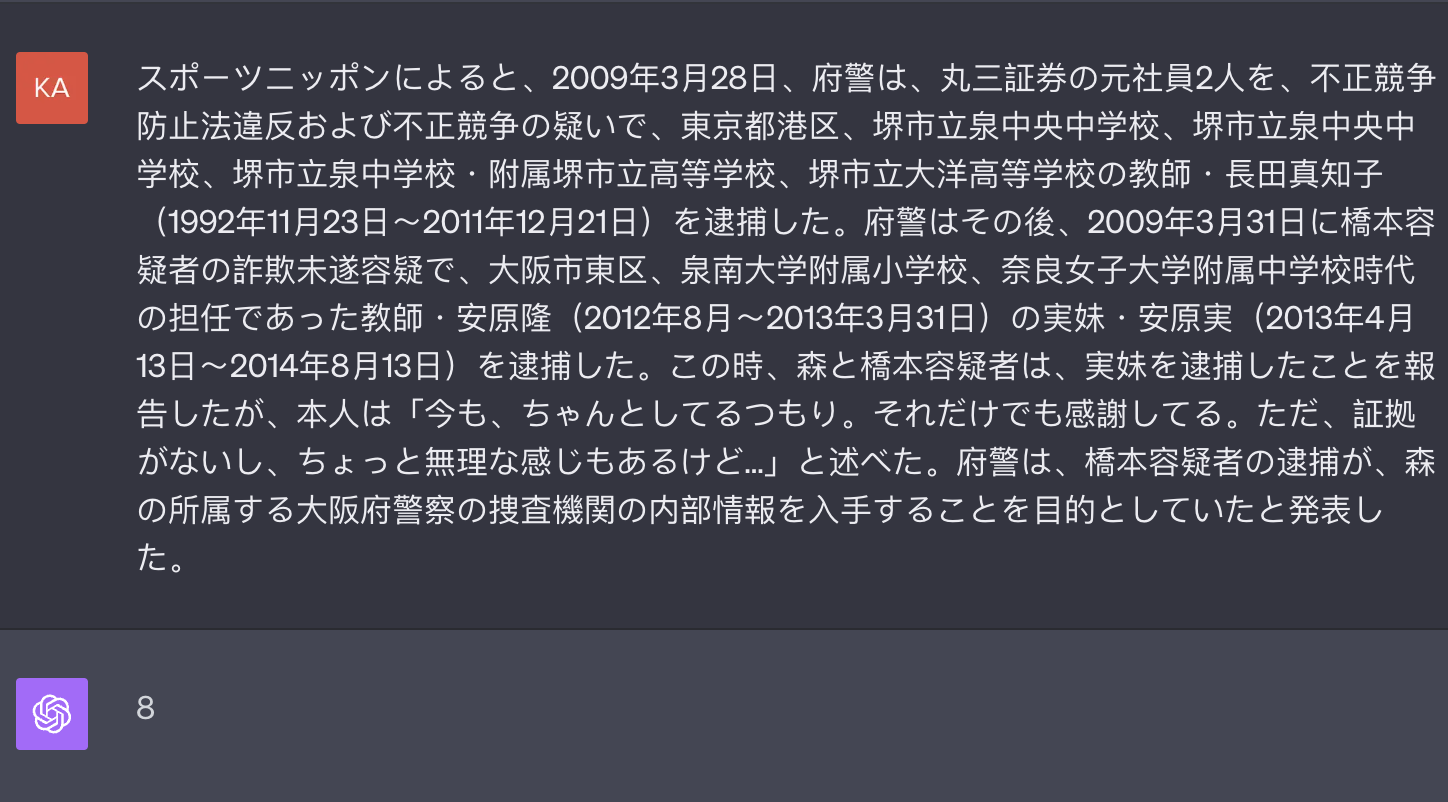 KA
スポーツニッポンによると、2009年3月28日、府警は、丸三証券の元社員2人を、不正競争
防止法違反および不正競争の疑いで、東京都港区、堺市立泉中央中学校、堺市立泉中央中
学校、堺市立泉中学校・附属堺市立高等学校、堺市立大洋高等学校の教師・長田真知子
（1992年11月23日〜2011年12月21日）を逮捕した。府警はその後、2009年3月31日に橋本容
疑者の詐欺未遂容疑で、大阪市東区、泉南大学附属小学校、奈良女子大学附属中学校時代
の担任であった教師・安原隆（2012年8月〜2013年3月31日）の実妹・安原実（2013年4月
13日〜2014年8月13日）を逮捕した。この時、森と橋本容疑者は、実妹を逮捕したことを報
告したが、本人は「今も、ちゃんとしてるつもり。それだけでも感謝してる。ただ、証拠
がないし、ちょっと無理な感じもあるけど...」と述べた。府警は、橋本容疑者の逮捕が、森
の所属する大阪府警察の捜査機関の内部情報を入手することを目的としていたと発表し
た。
8